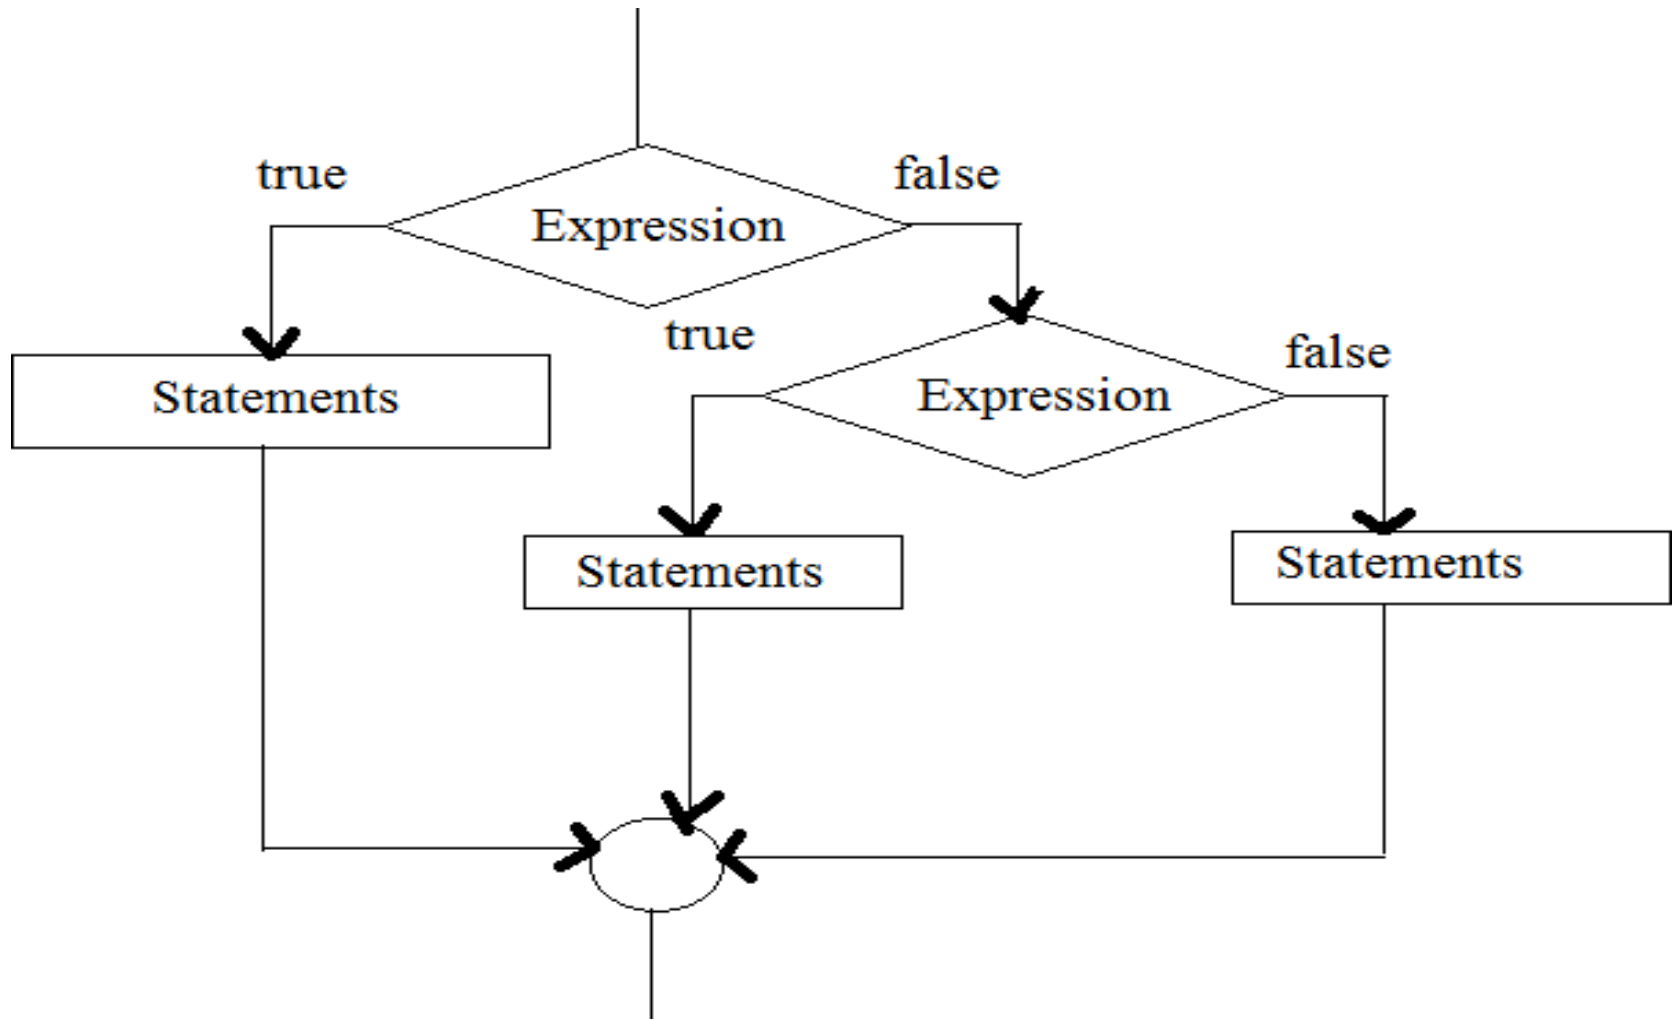 true
false
Expression
true
false
Statements
Expression
Statements
Statements